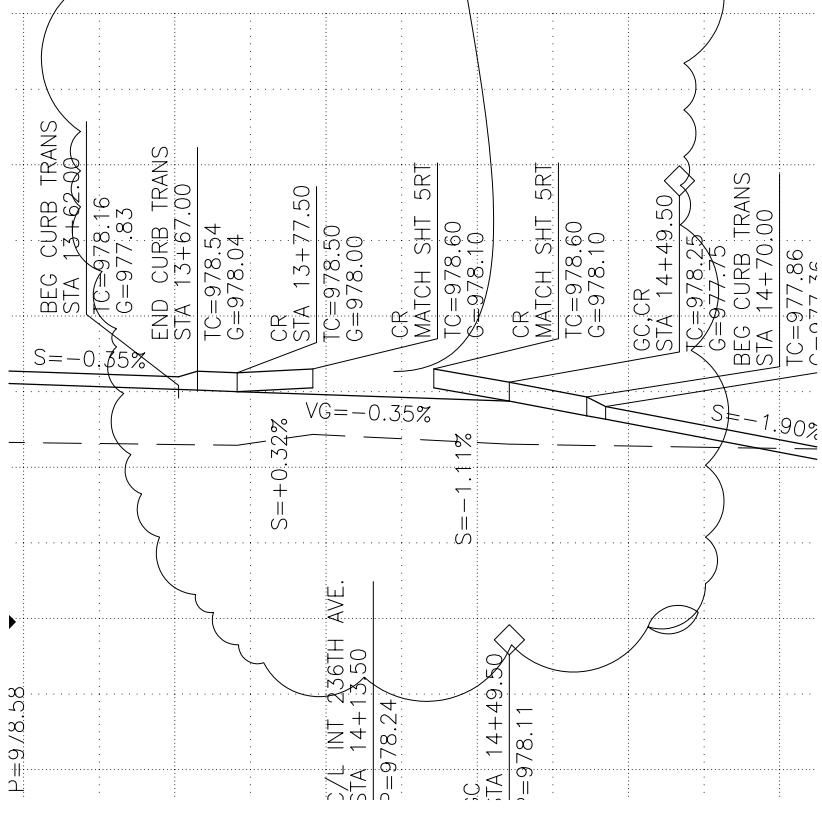 BEG CURB TRANS
STA 13+62.00
TC=978.16
G=977.83
END CURB TRANS
STA 13+67.00
TC=978.54
G=978.04
CR
STA 13+77.50
TC=978.50
G=978.00
CR
MATCH SHT 5RT
TC=978.60
G=978.10
CR
MATCH SHT 5RT
TC=978.60
G=978.10
GC,CR
STA 14+49.50
TC=978.25
G=977.75
BEG CURB TRANS
STA 14+70.00
TC=977.86
S=-0.35%
VG=-0.35%
S=-1.90%
S=+0.32%
S=-1.11%
C/L INT 236TH AVE.
STA 14+13.50
P=978.24
GC
STA 14+49.50
P=978.11
P=978.58